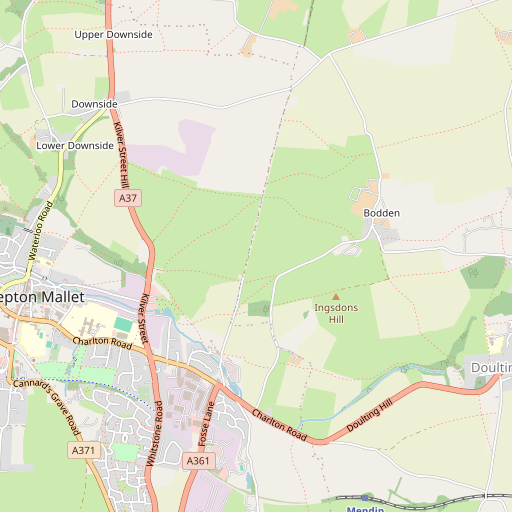 Upper Downside
Downside
Kilver Street Hill
Lower Downside
A37
Waterloo Road
Bodden
epton Mallet
Kilver Street
Ingsdons
Hill
Charlton Road
Doultin
Cannard's Grave Road
Whitstone Road
Fosse Lane
Charlton Road
Doulting Hill
A371
A361
Mendip